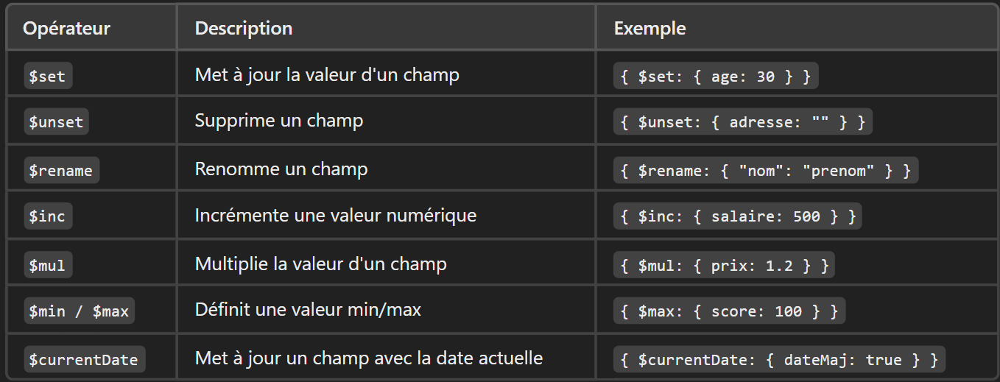 Opérateur Description Exemple
$set Met à jour la valeur d'un champ { $set: { age: 30 } }
$unset Supprime un champ { $unset: { adresse: "" } }
$rename Renomme un champ { $rename: { "nom": "prenom" } }
$inc Incrémente une valeur numérique { $inc: { salaire: 500 } }
$mul Multiplie la valeur d'un champ { $mul: { prix: 1.2 } }
$min / $max Définit une valeur min/max { $max: { score: 100 } }
$currentDate Met à jour un champ avec la date actuelle { $currentDate: { dateMaj: true } }